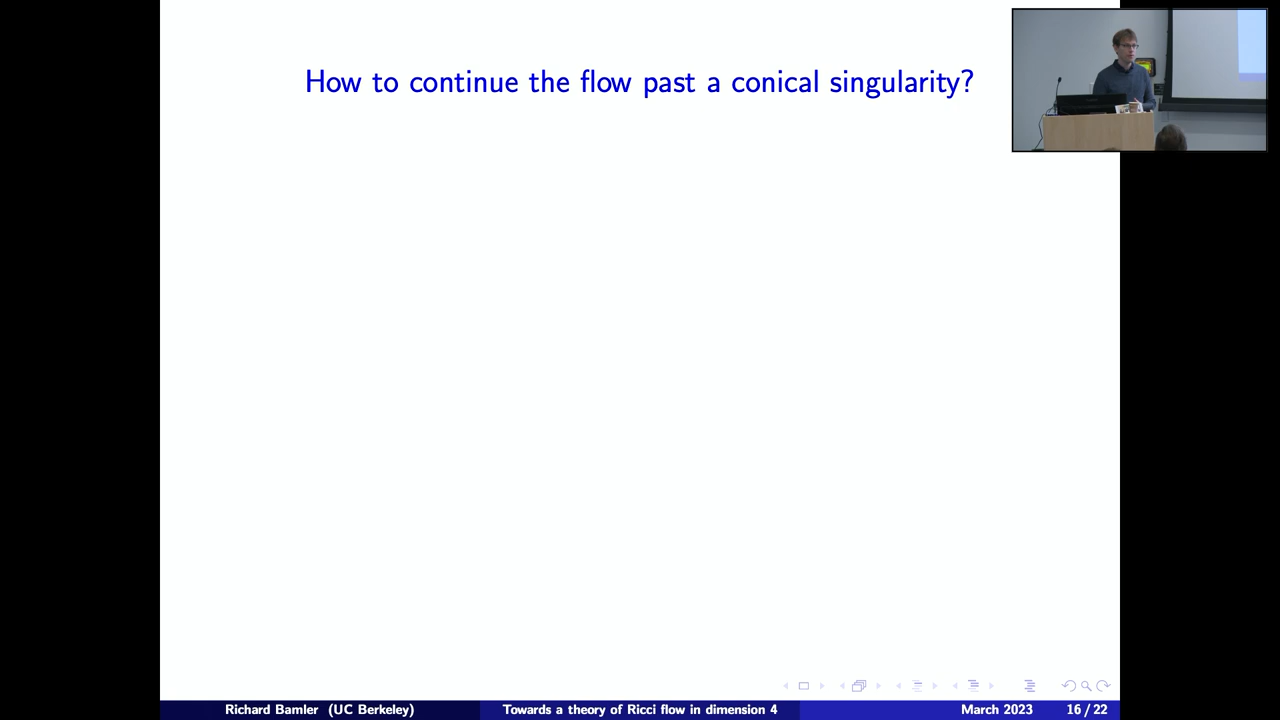 How to continue the flow past a conical singularity?
Richard Bamler (UC Berkeley)
Towards a theory of Ricci flow in dimension 4
March 2023
16 / 22